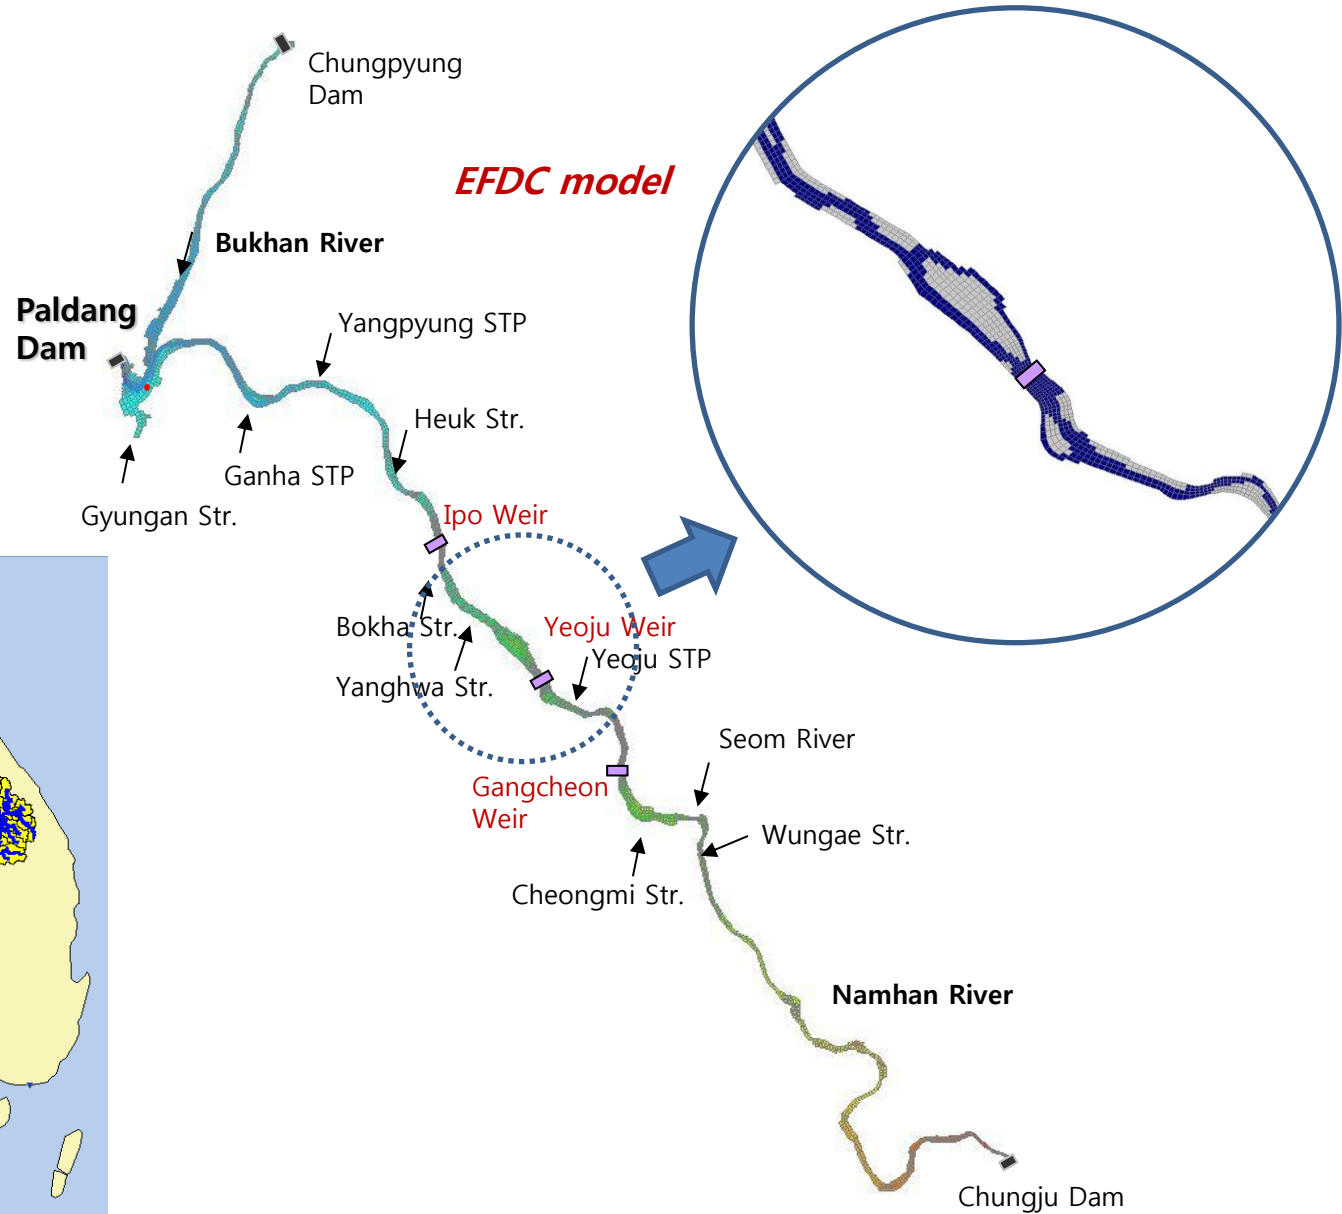 Chungpyung
Dam
EFDC model
Bukhan River
Paldang
Dam
Yangpyung STP
Heuk Str.
Ganha STP
Gyungan Str.
Ipo Weir
Bokha Str.
Yeoju Weir
Yeoju STP
Yanghwa Str.
Seom River
Gangcheon
Weir
Wungae Str.
Cheongmi Str.
Namhan River
Chungju Dam